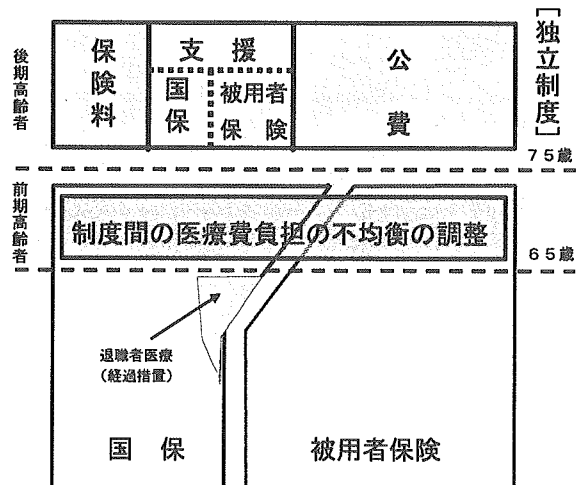 [独立制度]
後期高齢者
保険料
支援
国保
被用者保険
公費
75歳
前期高齢者
制度間の医療費負担の不均衡の調整
65歳
退職者医療
(経過措置)
国保
被用者保険